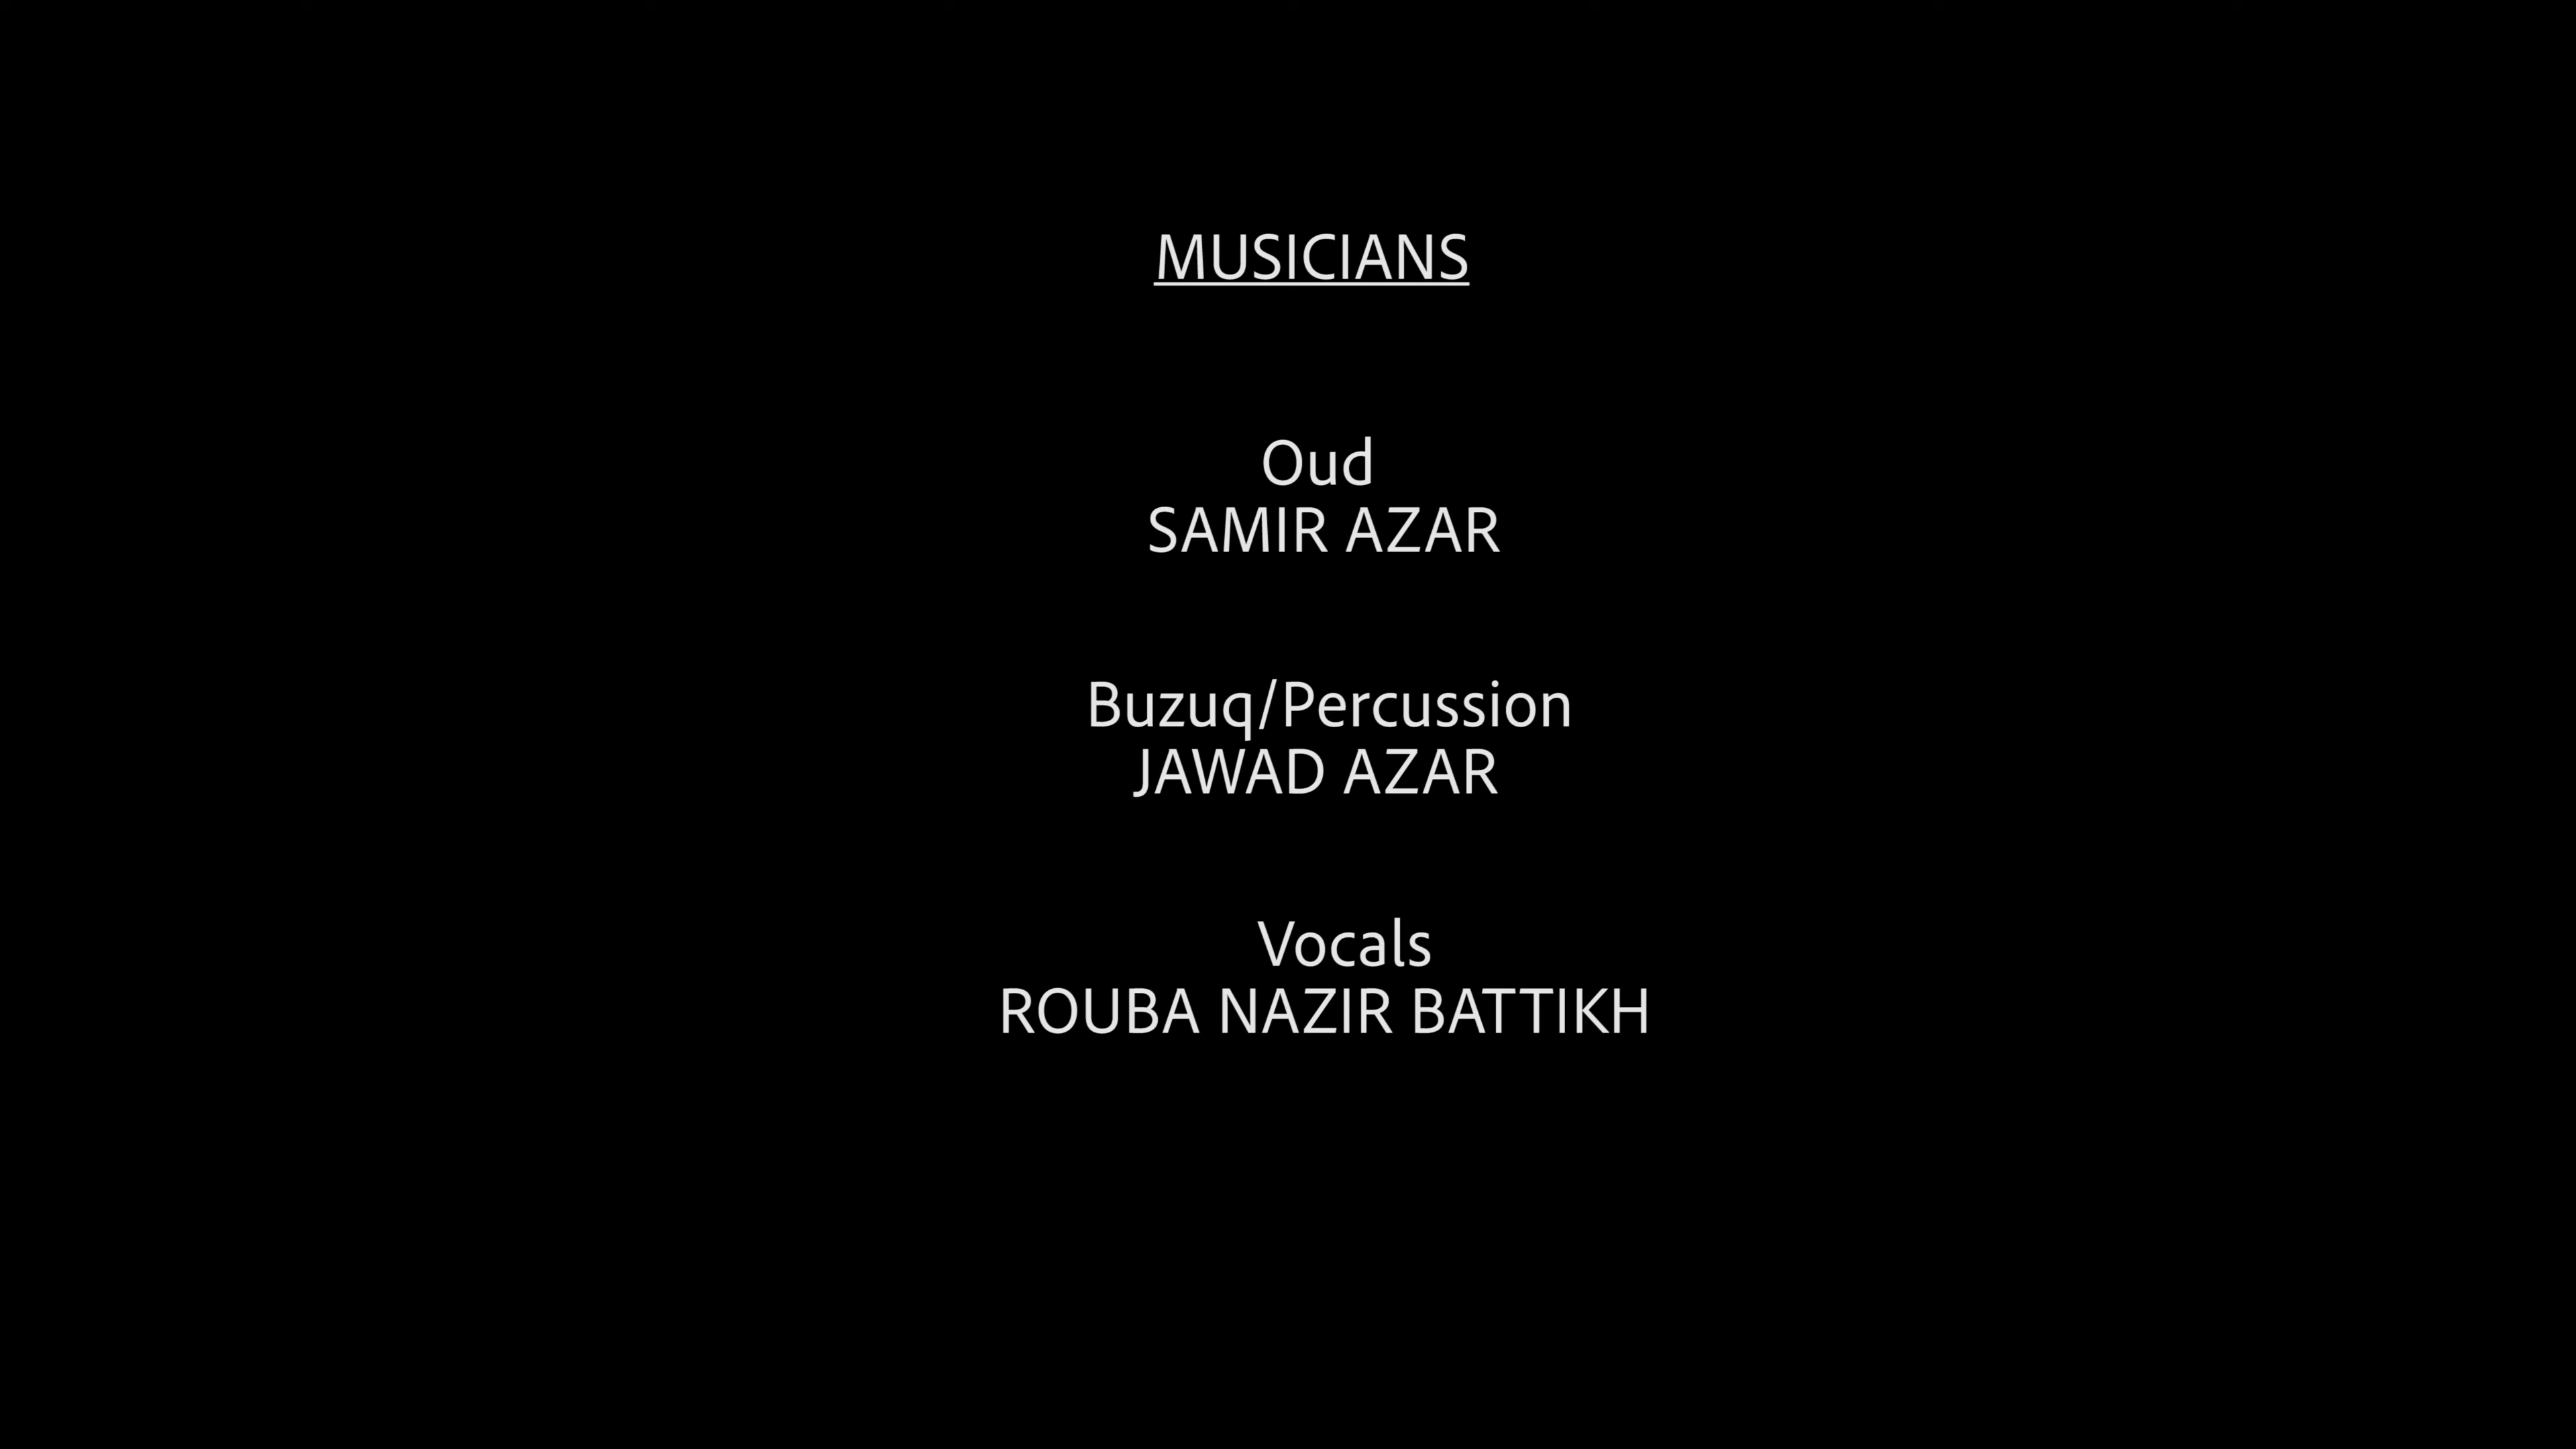 MUSICIANS
Oud
SAMIR AZAR
Buzuq/Percussion
JAWAD AZAR
Vocals
ROUBA NAZIR BATTIKH